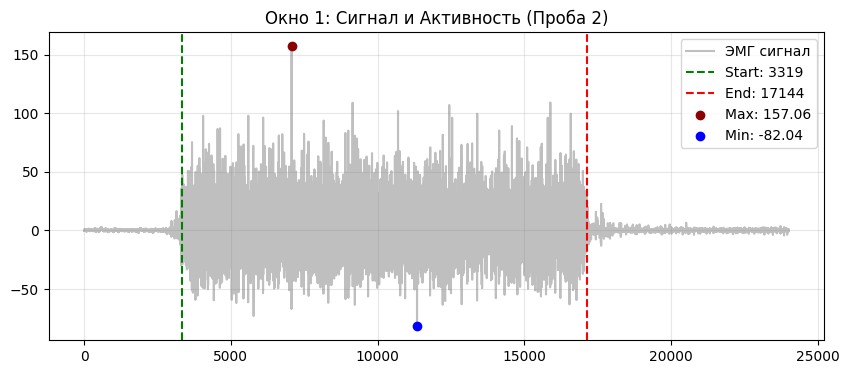 Окно 1: Сигнал и Активность (Проба 2)
ЭМГ сигнал
Start: 3319
End: 17144
Max: 157.06
Min: -82.04
150
100
50
0
−50
0 5000 10000 15000 20000 25000